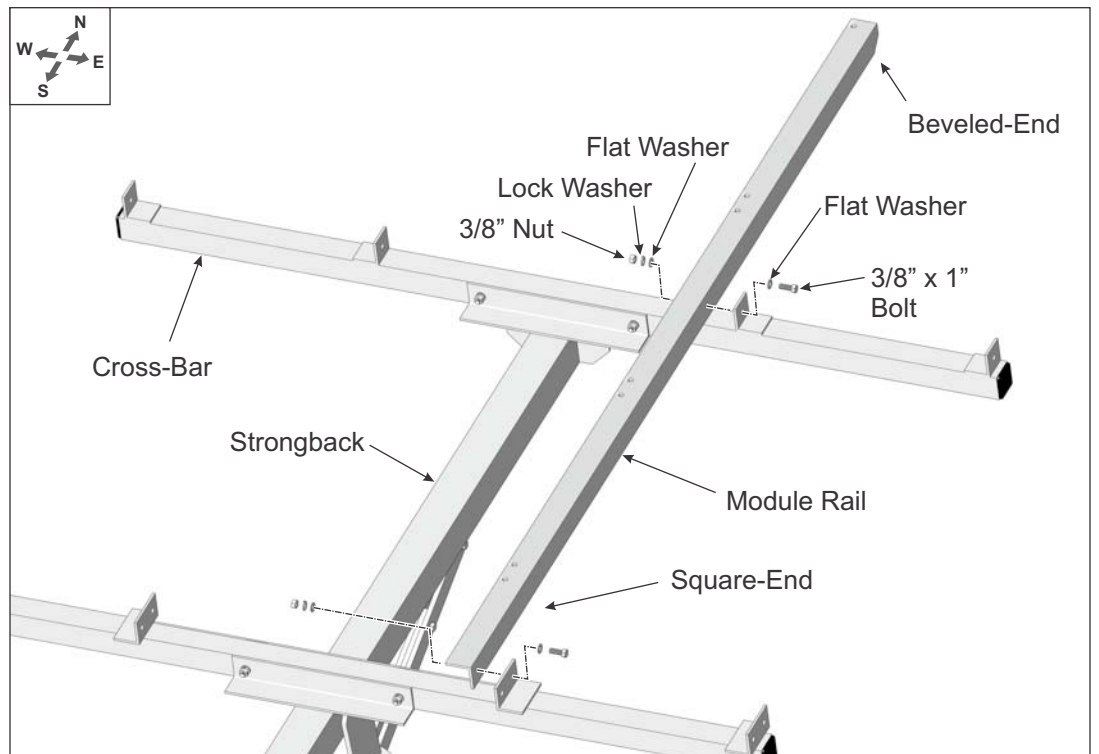 N
W
E
S
Beveled-End
Flat Washer
Lock Washer
Flat Washer
3/8” Nut
3/8” x 1”
Bolt
Cross-Bar
Strongback
Module Rail
Square-End